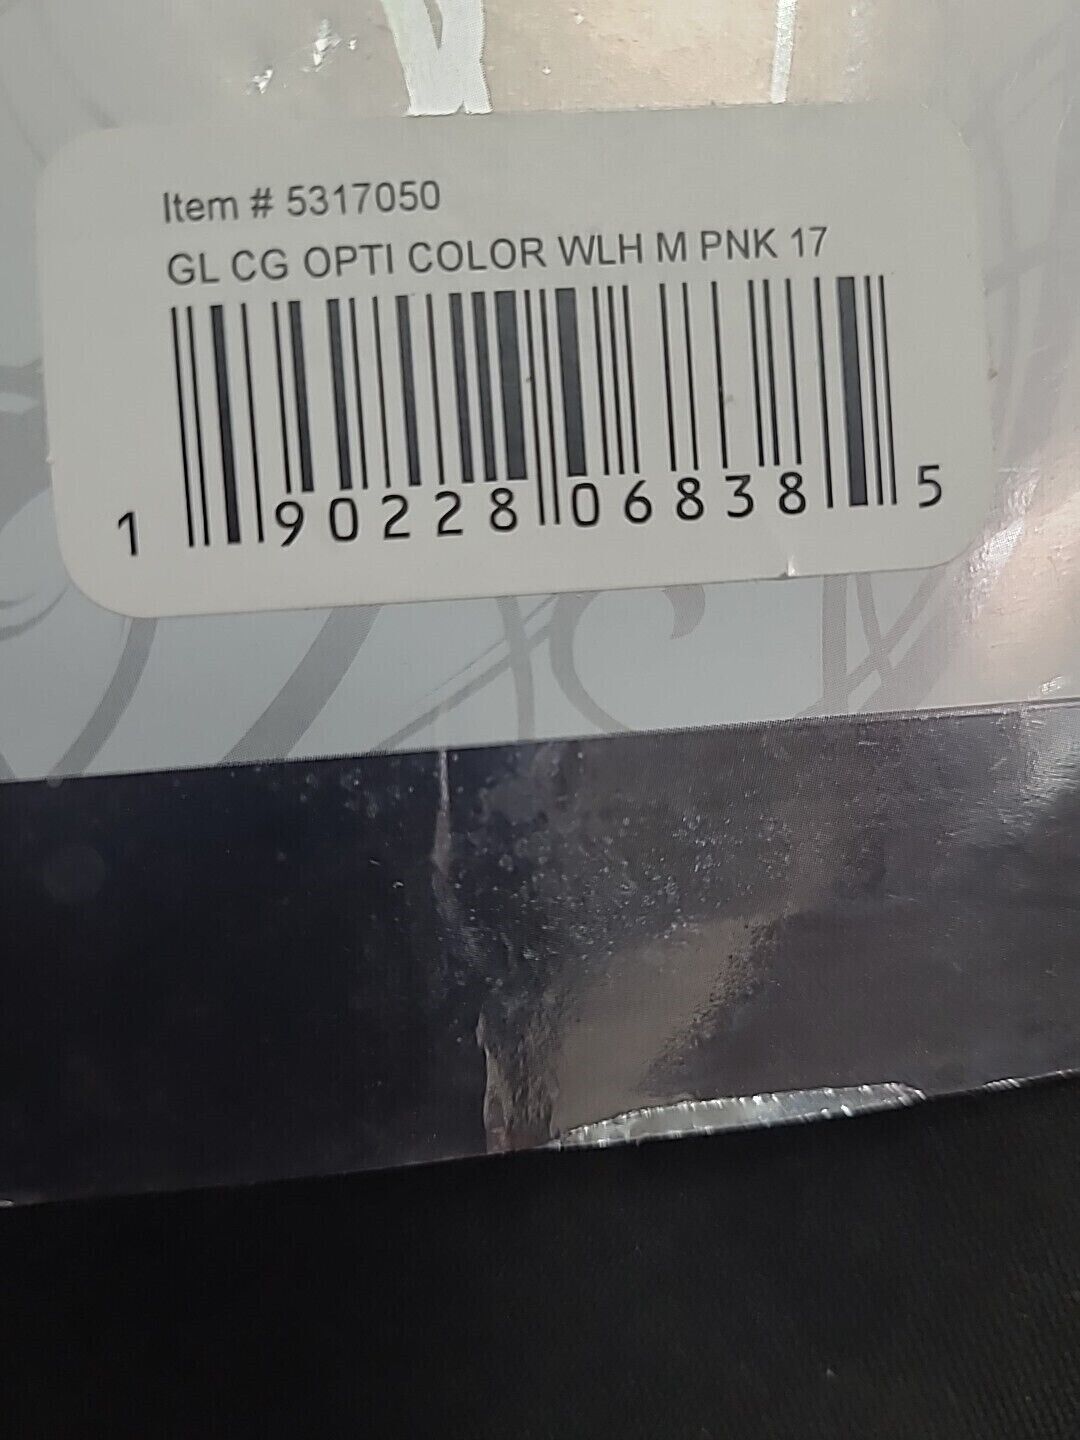 Item # 5317050
GL CG OPTI COLOR WLH M PNK 17
1 90228 06838 5